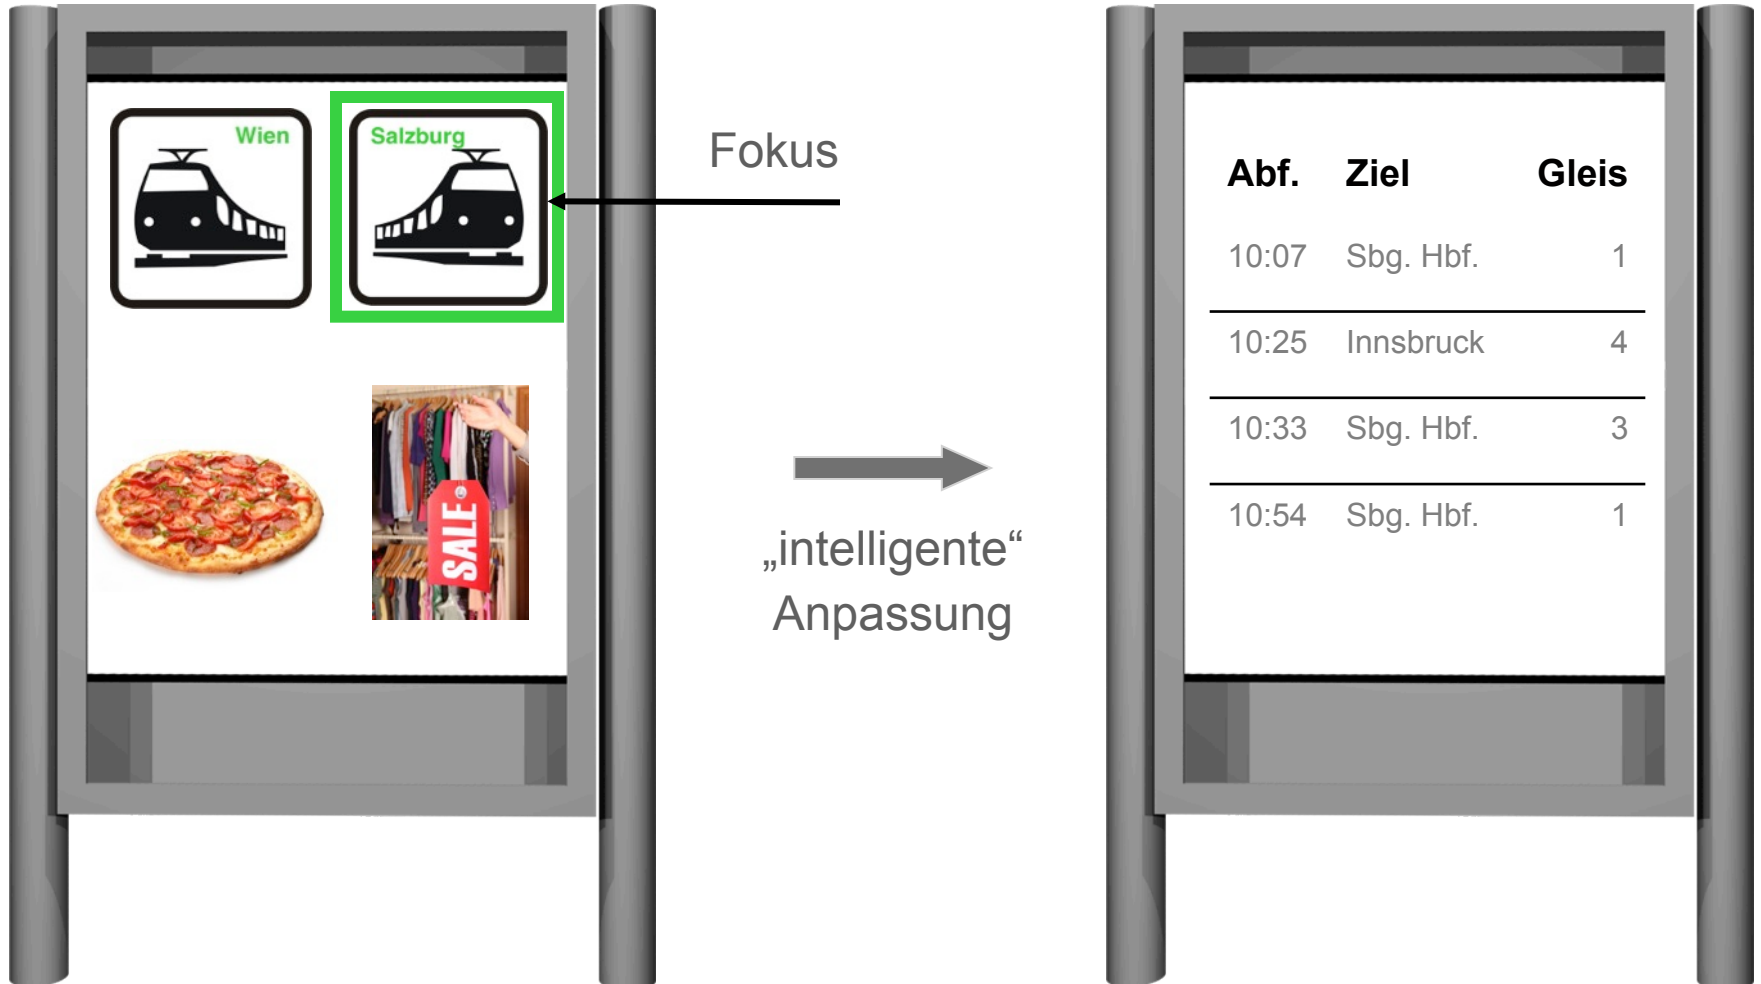 Wien
Salzburg
SALE
Fokus
„intelligente“
Anpassung
Abf. Ziel Gleis
10:07 Sbg. Hbf. 1
10:25 Innsbruck 4
10:33 Sbg. Hbf. 3
10:54 Sbg. Hbf. 1